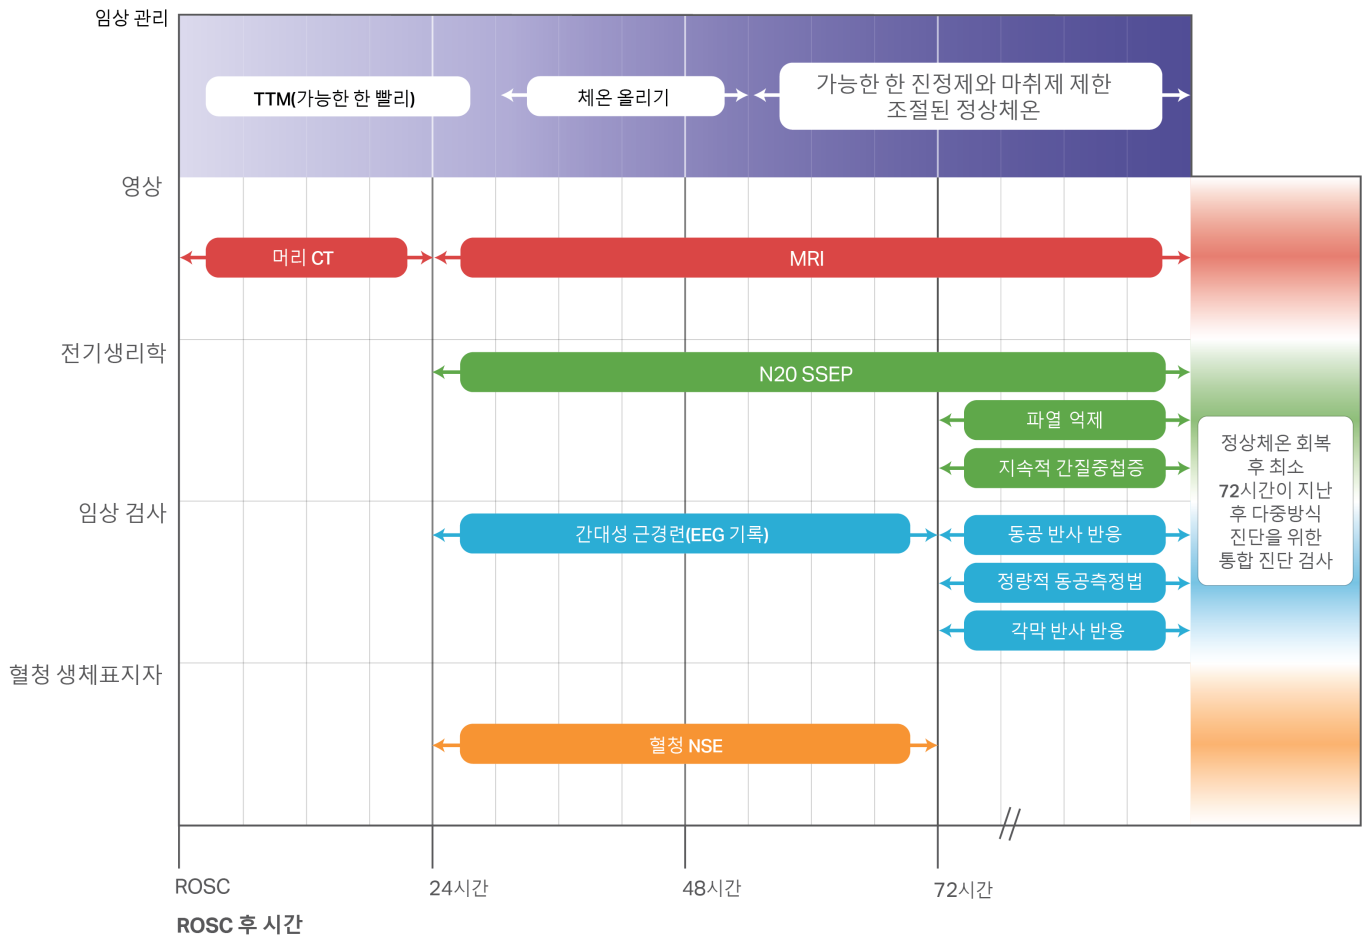 임상 관리
TTM(가능한 한 빨리)
체온 올리기
가능한 한 진정제와 마취제 제한
조절된 정상체온
영상
머리 CT
MRI
전기생리학
N20 SSEP
파열 억제
지속적 간질중첩증
임상 검사
간대성 근경련(EEG 기록)
동공 반사 반응
정량적 동공측정법
각막 반사 반응
정상체온 회복
후 최소
72시간이 지난
후 다중방식
진단을 위한
통합 진단 검사
혈청 생체표지자
혈청 NSE
ROSC
24시간
48시간
72시간
ROSC 후 시간